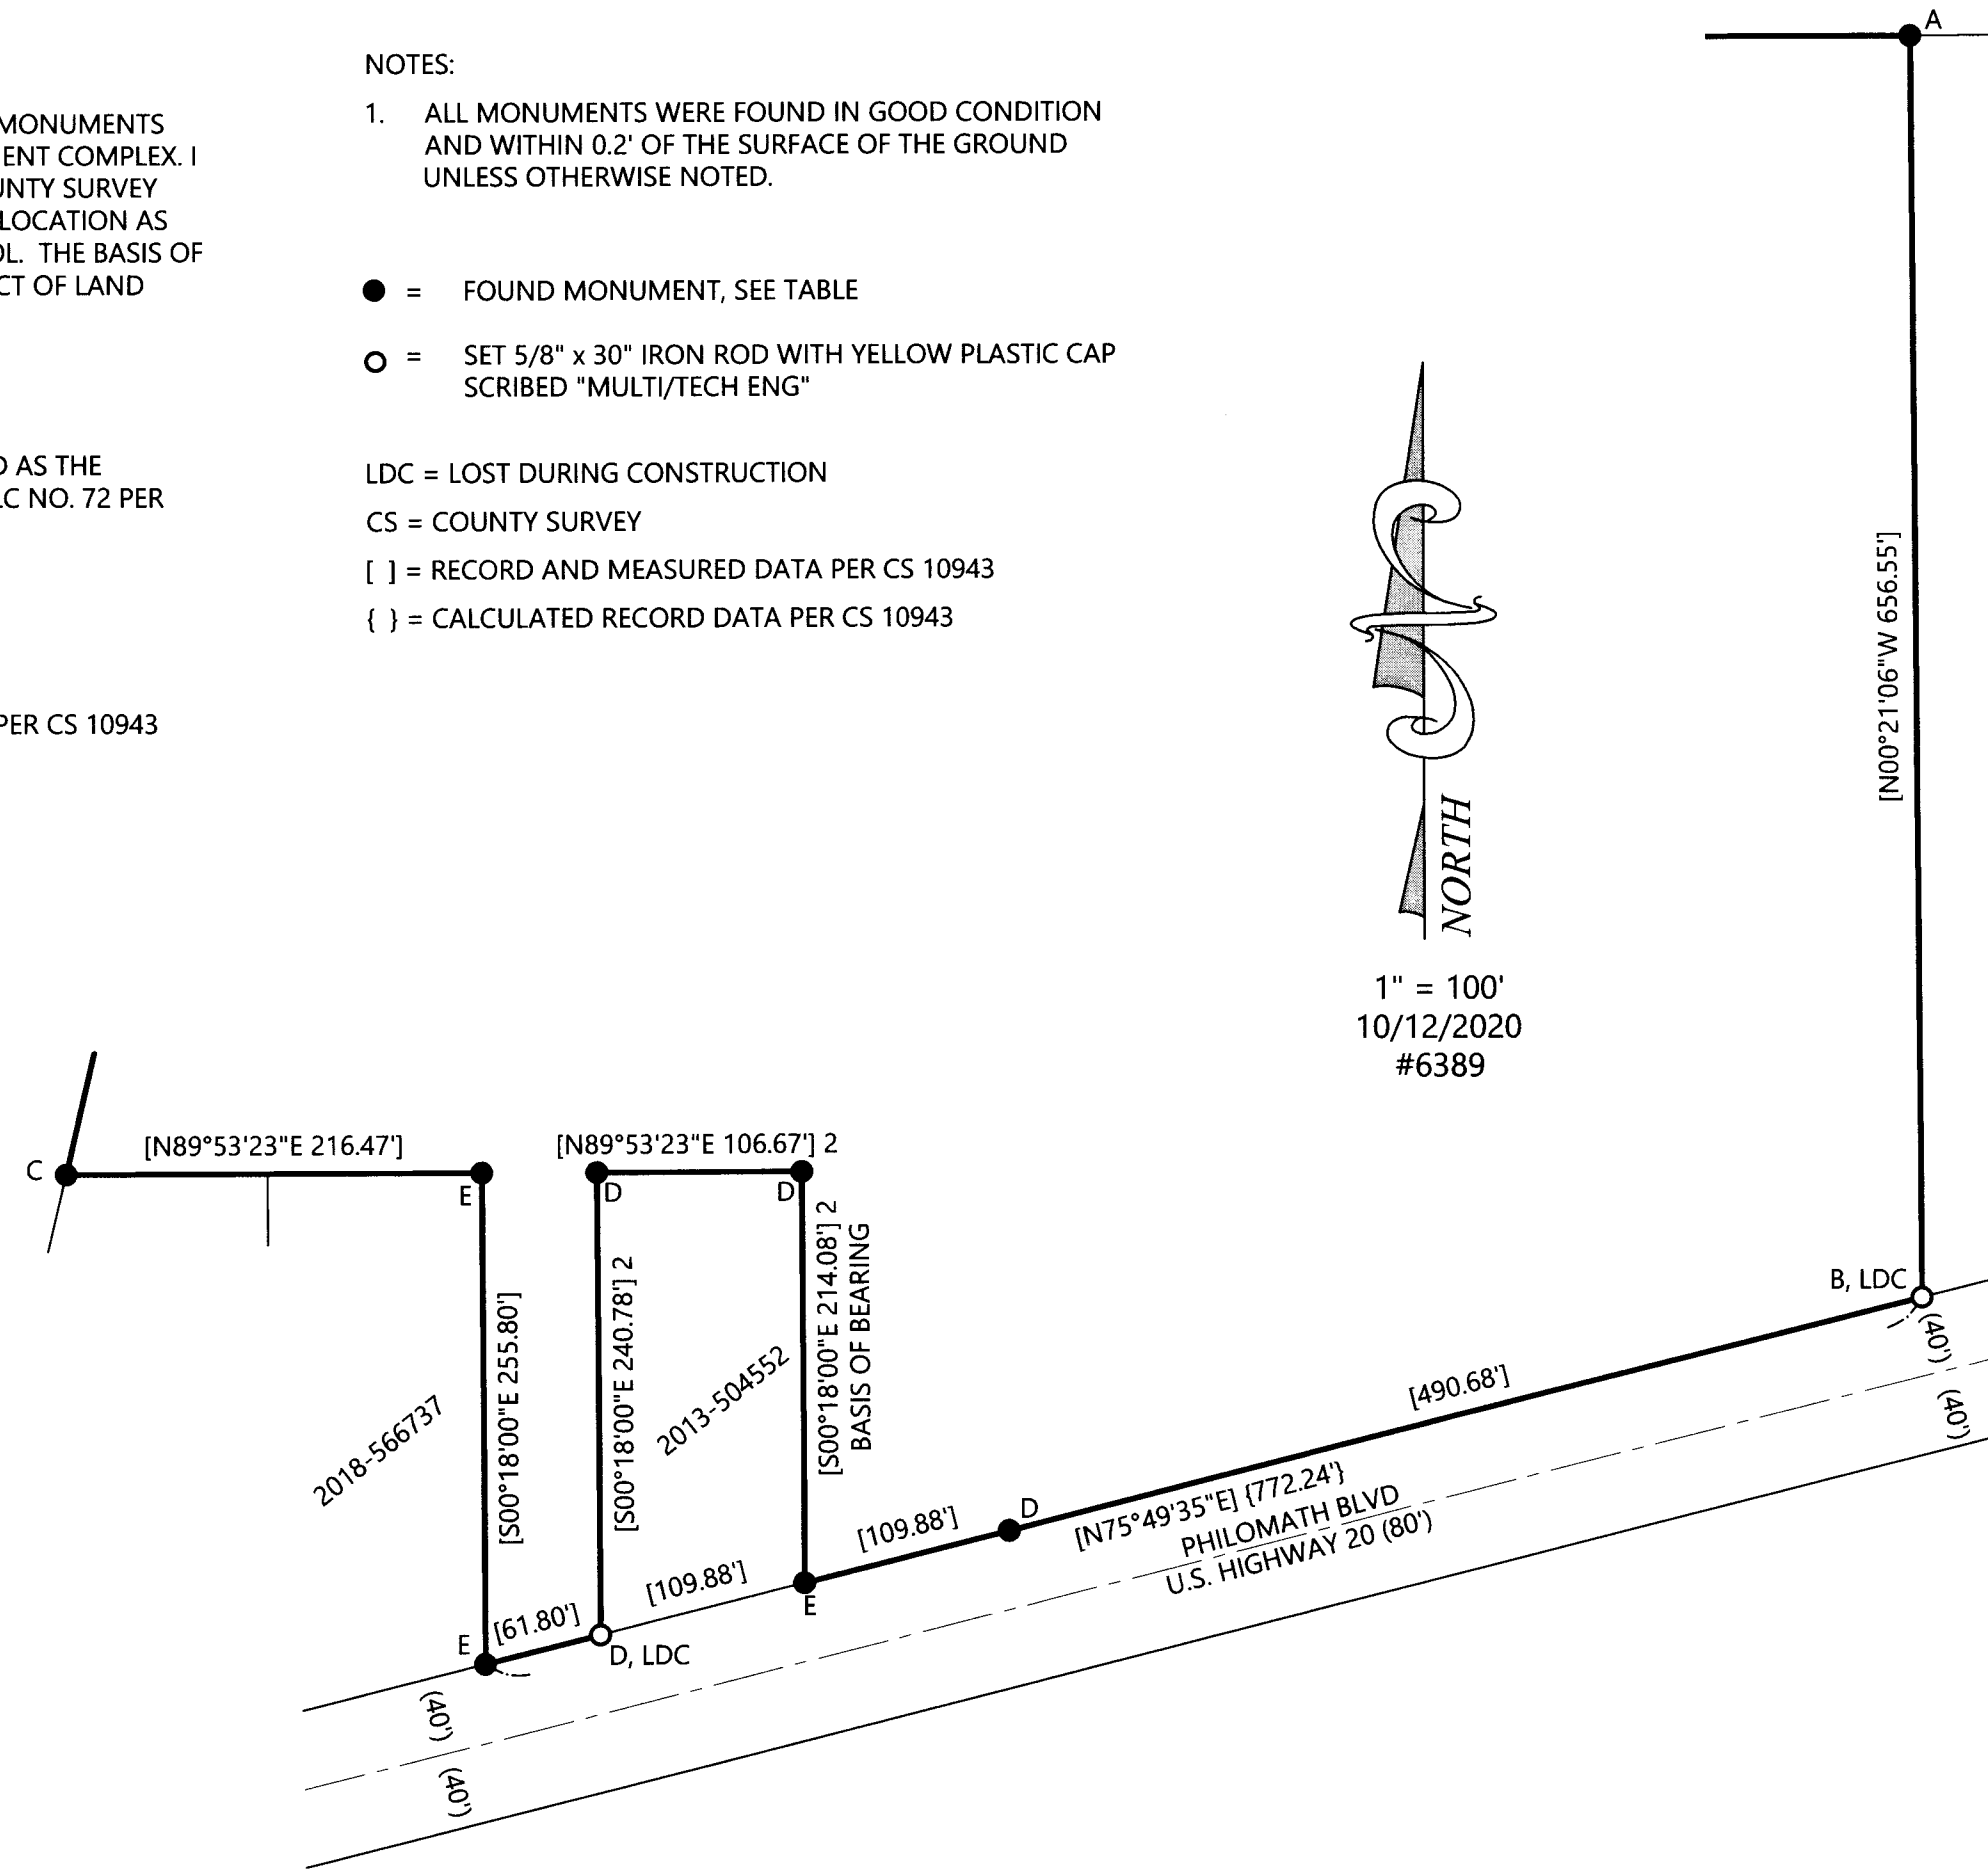 MONUMENTS
ENT COMPLEX. I
UNTY SURVEY
LOCATION AS
OL. THE BASIS OF
CT OF LAND
D AS THE
LC NO. 72 PER
PER CS 10943
NOTES:
1. ALL MONUMENTS WERE FOUND IN GOOD CONDITION
AND WITHIN 0.2' OF THE SURFACE OF THE GROUND
UNLESS OTHERWISE NOTED.
= FOUND MONUMENT, SEE TABLE
= SET 5/8" x 30" IRON ROD WITH YELLOW PLASTIC CAP
SCRIBED "MULTI/TECH ENG"
LDC = LOST DURING CONSTRUCTION
CS = COUNTY SURVEY
[ ] = RECORD AND MEASURED DATA PER CS 10943
{ } = CALCULATED RECORD DATA PER CS 10943
NORTH
1" = 100'
10/12/2020
#6389
A
[N00°21'06"W 656.55']
B, LDC
(40')
(40')
C
[N89°53'23"E 216.47']
E
[N89°53'23"E 106.67'] 2
D
D
[S00°18'00"E 255.80']
[S00°18'00"E 240.78'] 2
[S00°18'00"E 214.08'] 2
BASIS OF BEARING
2018-566737
2013-504552
E
[61.80']
D, LDC
[109.88']
E
[109.88']
D
[490.68']
[N75°49'35"E] {772.24'}
PHILOMATH BLVD
U.S. HIGHWAY 20 (80')
(40')
(40')